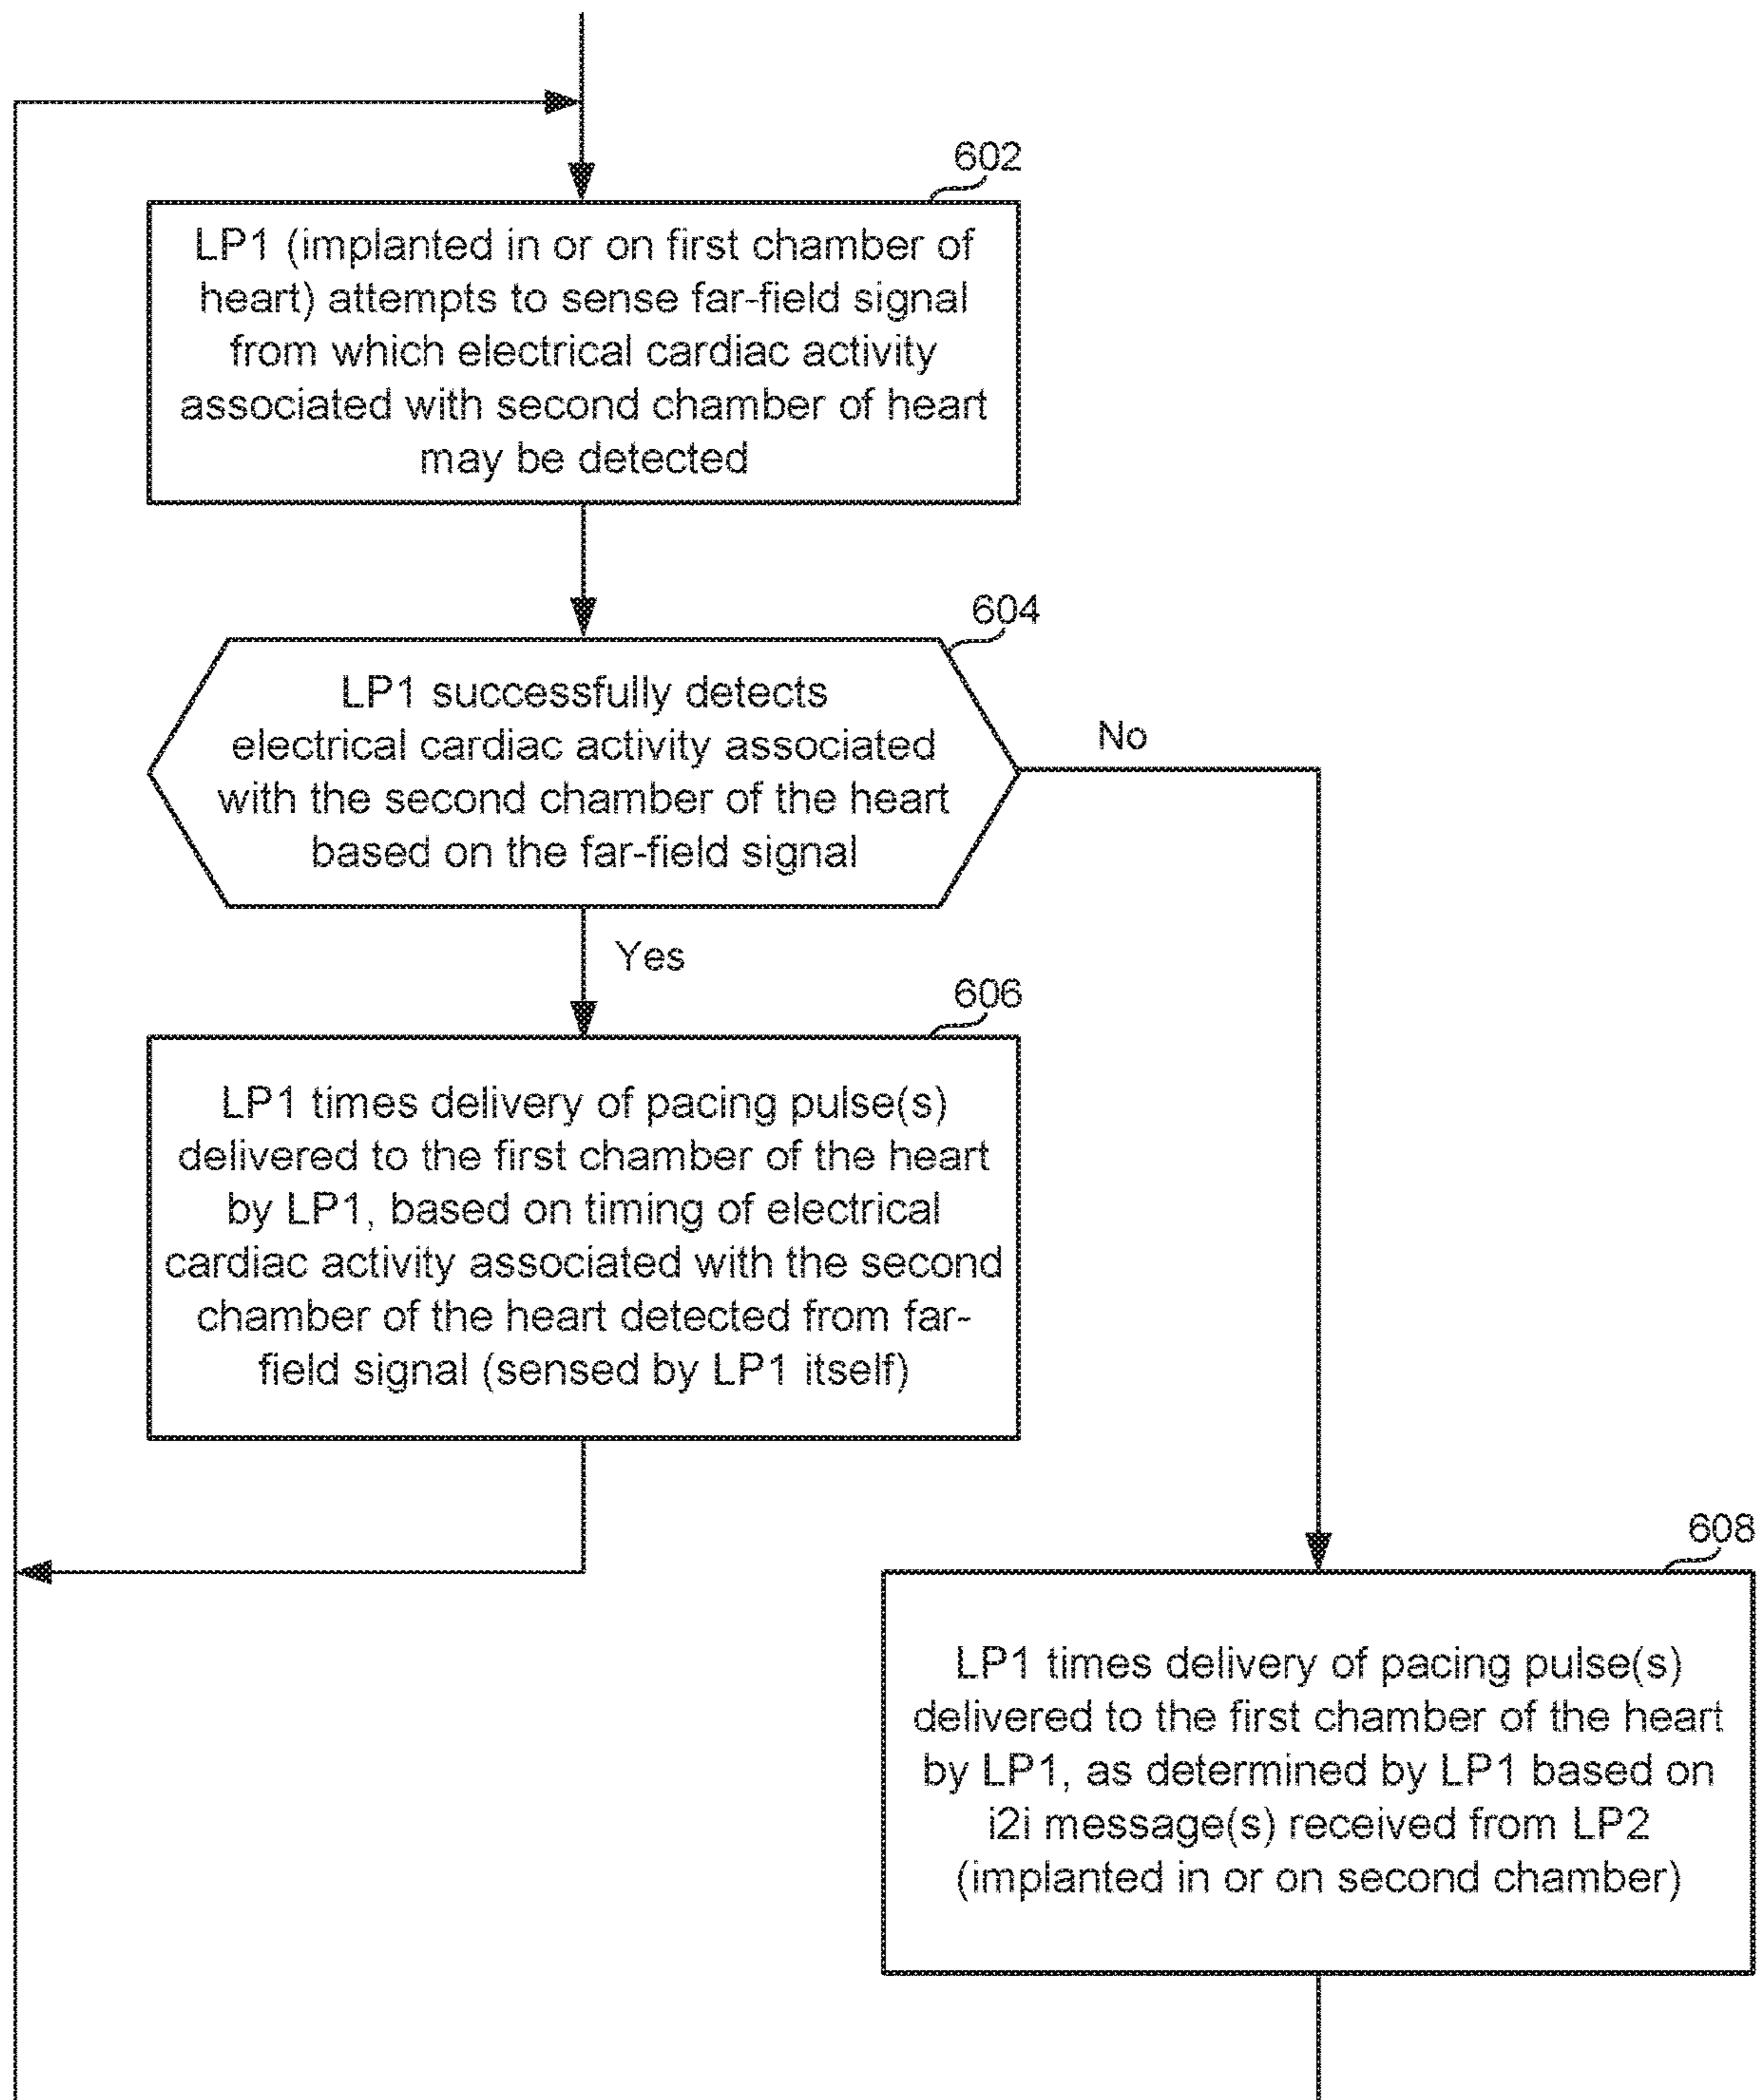 602
LP1 (implanted in or on first chamber of
heart) attempts to sense far-field signal
from which electrical cardiac activity
associated with second chamber of heart
may be detected
604
LP1 successfully detects
electrical cardiac activity associated
with the second chamber of the heart
based on the far-field signal
No
Yes
606
LP1 times delivery of pacing pulse(s)
delivered to the first chamber of the heart
by LP1, based on timing of electrical
cardiac activity associated with the second
chamber of the heart detected from far-
field signal (sensed by LP1 itself)
608
LP1 times delivery of pacing pulse(s)
delivered to the first chamber of the heart
by LP1, as determined by LP1 based on
i2i message(s) received from LP2
(implanted in or on second chamber)